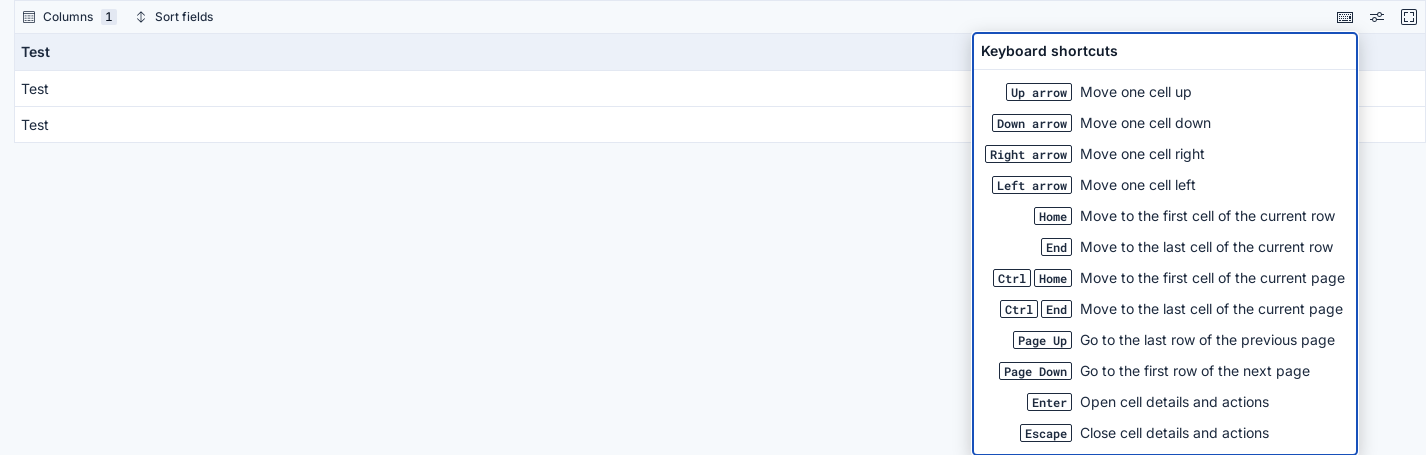 Columns 1 Sort fields
Test
Test
Test
Keyboard shortcuts
Up arrow Move one cell up
Down arrow Move one cell down
Right arrow Move one cell right
Left arrow Move one cell left
Home Move to the first cell of the current row
End Move to the last cell of the current row
Ctrl Home Move to the first cell of the current page
Ctrl End Move to the last cell of the current page
Page Up Go to the last row of the previous page
Page Down Go to the first row of the next page
Enter Open cell details and actions
Escape Close cell details and actions